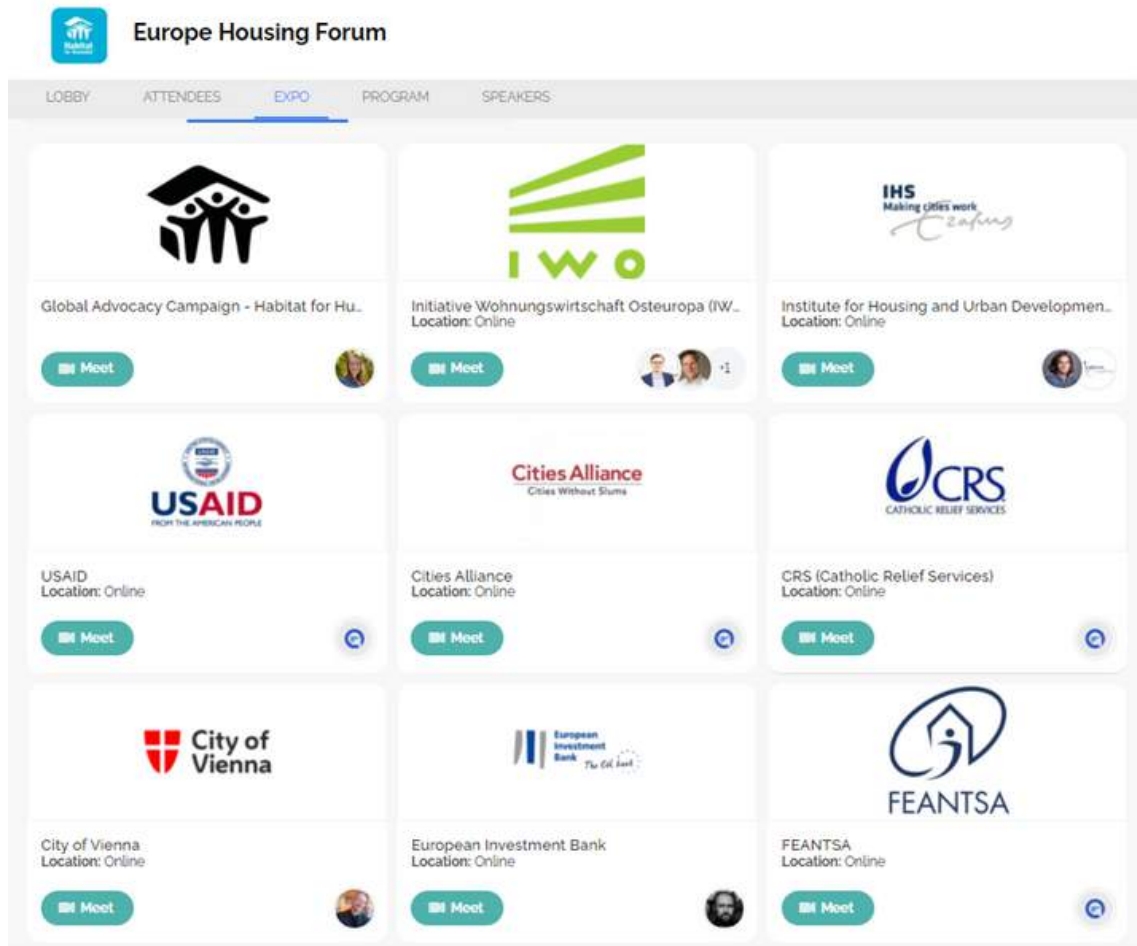 Habitat
Europe Housing Forum
LOBBY ATTENDEES EXPO PROGRAM SPEAKERS
Global Advocacy Campaign - Habitat for Hu...
Meet
IWO
Initiative Wohnungswirtschaft Osteuropa (IW...
Location: Online
Meet +1
IHS
Making cities work
Erasmus
Institute for Housing and Urban Developmen...
Location: Online
Meet
USAID
FROM THE AMERICAN PEOPLE
USAID
Location: Online
Meet
Cities Alliance
Cities Without Slums
Cities Alliance
Location: Online
Meet
CRS
CATHOLIC RELIEF SERVICES
CRS (Catholic Relief Services)
Location: Online
Meet
City of
Vienna
City of Vienna
Location: Online
Meet
European
Investment
Bank The EU bank
European Investment Bank
Location: Online
Meet
FEANTSA
FEANTSA
Location: Online
Meet